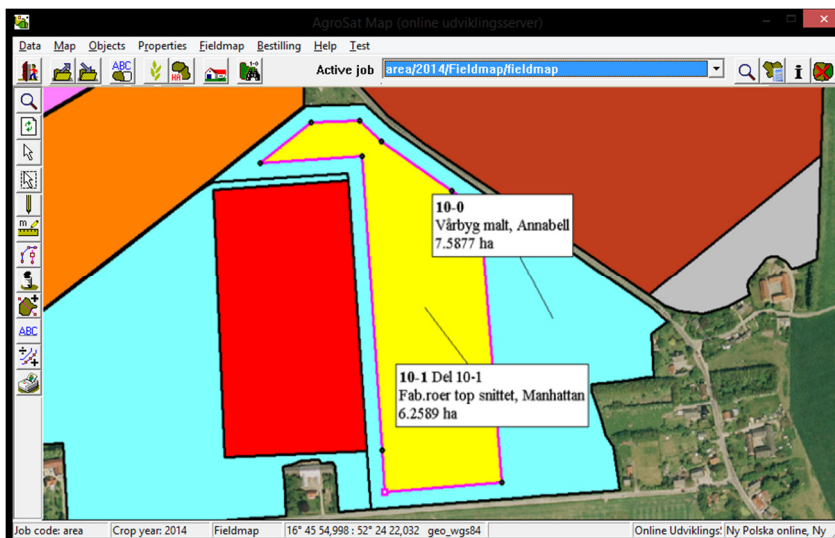 AgroSat Map (online udviklingsserver)
Data Map Objects Properties Fieldmap Bestilling Help Test
ABC HA 1-0 Active job area/2014/Fieldmap/fieldmap
m
ABC
10-0
Vårbyg malt, Annabell
7.5877 ha
10-1 Del 10-1
Fab.roer top snittet, Manhattan
6.2589 ha
Job code: area Crop year: 2014 Fieldmap 16° 45 54,998 : 52° 24 22,032 geo_wgs84 Online Udviklings: Ny Polska online, Ny